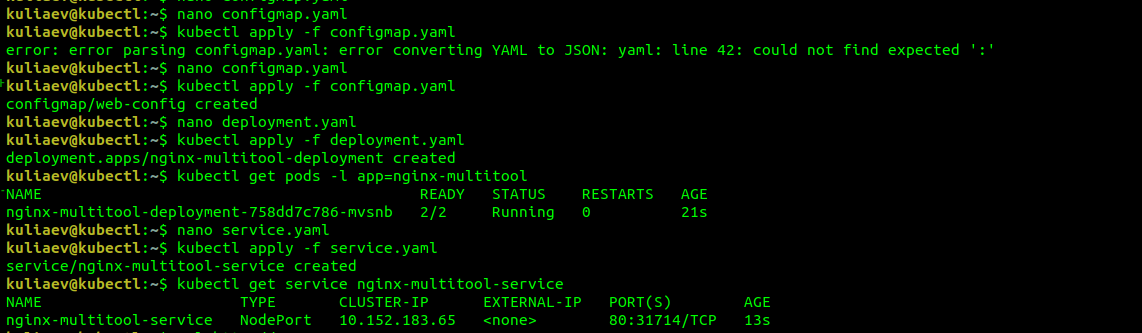 kuliaev@kubectl:~$ nano configmap.yaml
kuliaev@kubectl:~$ kubectl apply -f configmap.yaml
error: error parsing configmap.yaml: error converting YAML to JSON: yaml: line 42: could not find expected ':'
kuliaev@kubectl:~$ nano configmap.yaml
kuliaev@kubectl:~$ kubectl apply -f configmap.yaml
configmap/web-config created
kuliaev@kubectl:~$ nano deployment.yaml
kuliaev@kubectl:~$ kubectl apply -f deployment.yaml
deployment.apps/nginx-multitool-deployment created
kuliaev@kubectl:~$ kubectl get pods -l app=nginx-multitool
NAME READY STATUS RESTARTS AGE
nginx-multitool-deployment-758dd7c786-mvsnb 2/2 Running 0 21s
kuliaev@kubectl:~$ nano service.yaml
kuliaev@kubectl:~$ kubectl apply -f service.yaml
service/nginx-multitool-service created
kuliaev@kubectl:~$ kubectl get service nginx-multitool-service
NAME TYPE CLUSTER-IP EXTERNAL-IP PORT(S) AGE
nginx-multitool-service NodePort 10.152.183.65 <none> 80:31714/TCP 13s